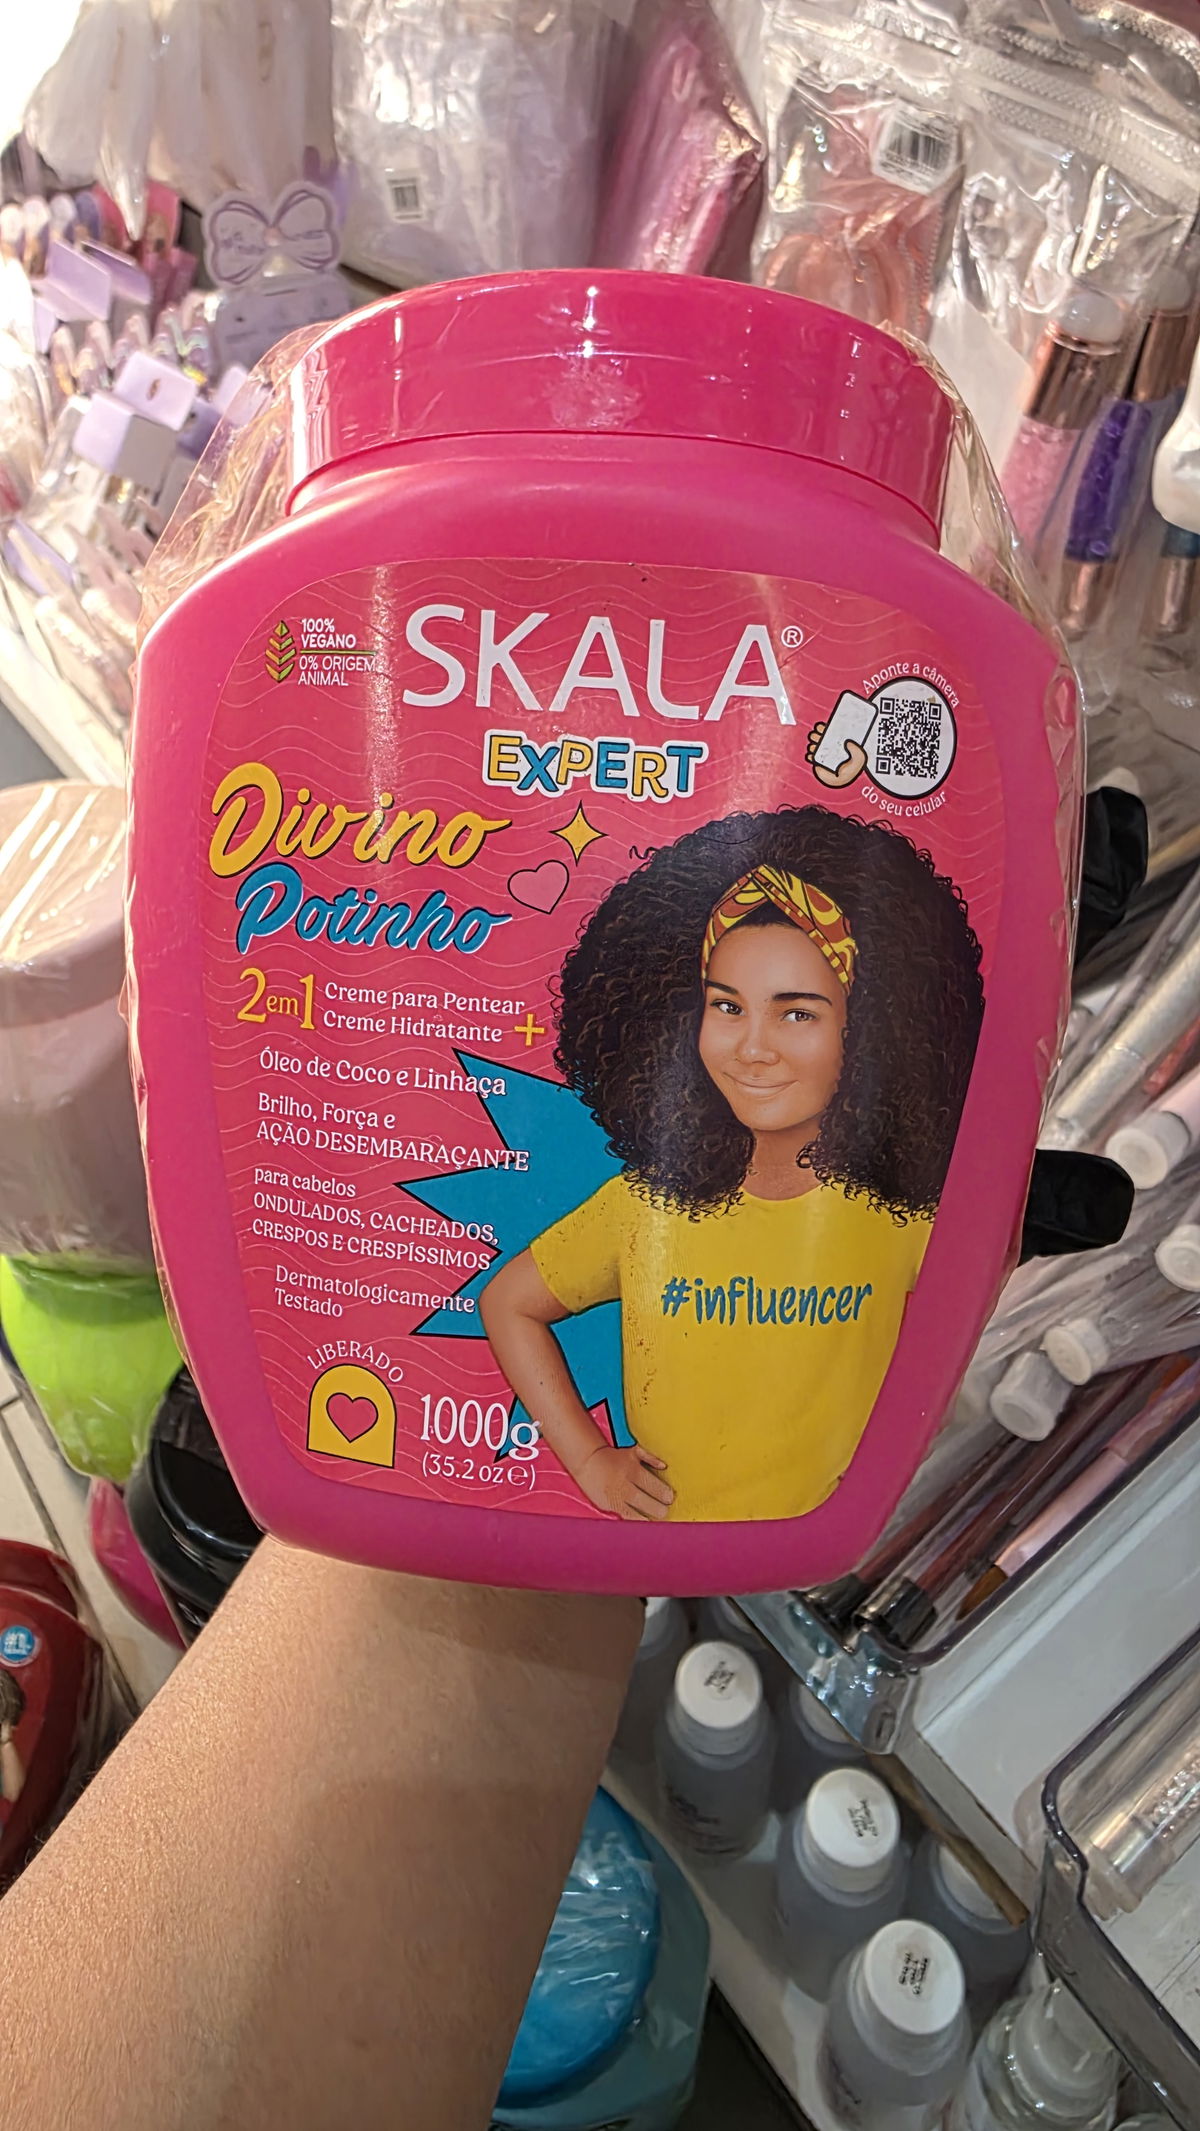 SKALA®
EXPERT
100%
VEGANO
0% ORIGEM
ANIMAL
Aponte a câmera
do seu celular
Divino
Potinho
2em1
Creme para Pentear
Creme Hidratante +
Óleo de Coco e Linhaça
Brilho, Força e
AÇÃO DESEMBARAÇANTE
para cabelos
ONDULADOS, CACHEADOS,
CRESPOS E CRESPÍSSIMOS
Dermatologicamente
Testado
LIBERADO
1000g
(35.2 oz ℮)
#influencer